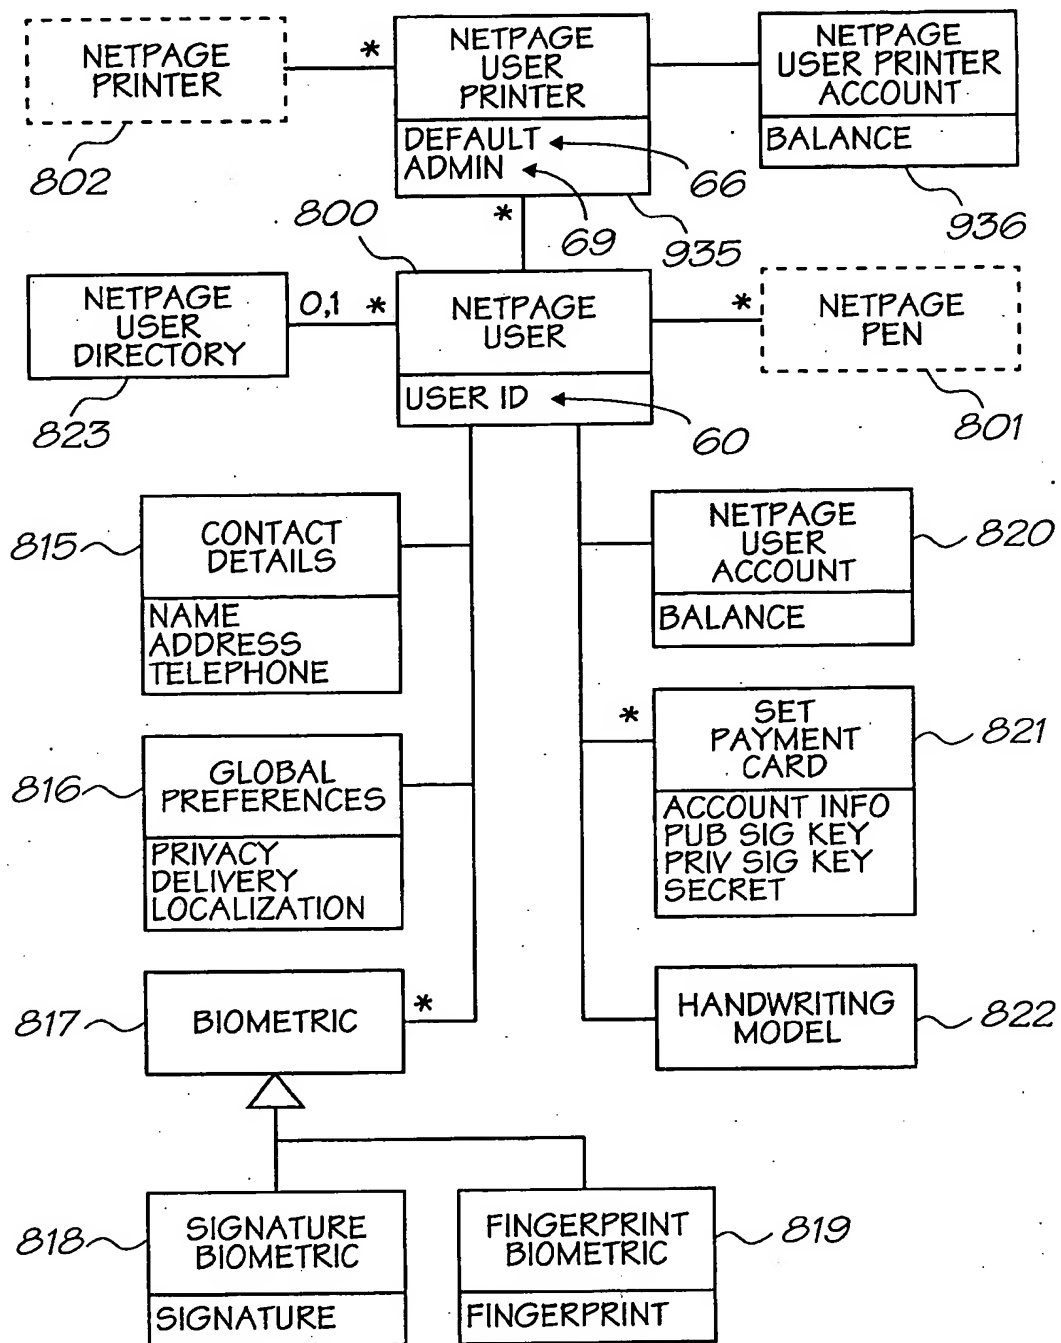 NETPAGE
PRINTER
*
NETPAGE
USER
PRINTER
DEFAULT
ADMIN
NETPAGE
USER PRINTER
ACCOUNT
BALANCE
802
800
*
69
66
935
936
NETPAGE
USER
DIRECTORY
0,1
*
NETPAGE
USER
USER ID
*
NETPAGE
PEN
823
60
801
815
CONTACT
DETAILS
NAME
ADDRESS
TELEPHONE
NETPAGE
USER
ACCOUNT
BALANCE
820
816
GLOBAL
PREFERENCES
PRIVACY
DELIVERY
LOCALIZATION
*
SET
PAYMENT
CARD
ACCOUNT INFO
PUB SIG KEY
PRIV SIG KEY
SECRET
821
817
BIOMETRIC
*
HANDWRITING
MODEL
822
818
SIGNATURE
BIOMETRIC
SIGNATURE
FINGERPRINT
BIOMETRIC
FINGERPRINT
819